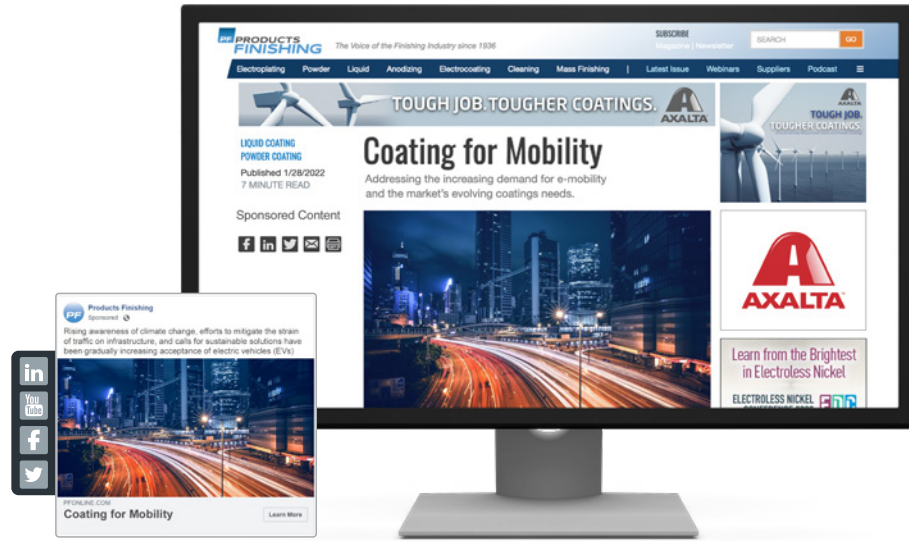 PF PRODUCTS
FINISHING
The Voice of the Finishing Industry since 1936
SUBSCRIBE
Magazine | Newsletter
SEARCH
GO
Electroplating Powder Liquid Anodizing Electrocoating Cleaning Mass Finishing | Latest Issue Webinars Suppliers Podcast
TOUGH JOB. TOUGHER COATINGS.
AXALTA
AXALTA
TOUGH JOB.
TOUGHER COATINGS.
LIQUID COATING
POWDER COATING
Published 1/28/2022
7 MINUTE READ
Sponsored Content
f in
Coating for Mobility
Addressing the increasing demand for e-mobility
and the market's evolving coatings needs.
AXALTA
Learn from the Brightest
in Electroless Nickel
ELECTROLESS NICKEL
in
You
Tube
f
PF
Products Finishing
Sponsored
Rising awareness of climate change, efforts to mitigate the strain
of traffic on infrastructure, and calls for sustainable solutions have
been gradually increasing acceptance of electric vehicles (EVs)
PFONLINE.COM
Coating for Mobility
Learn More